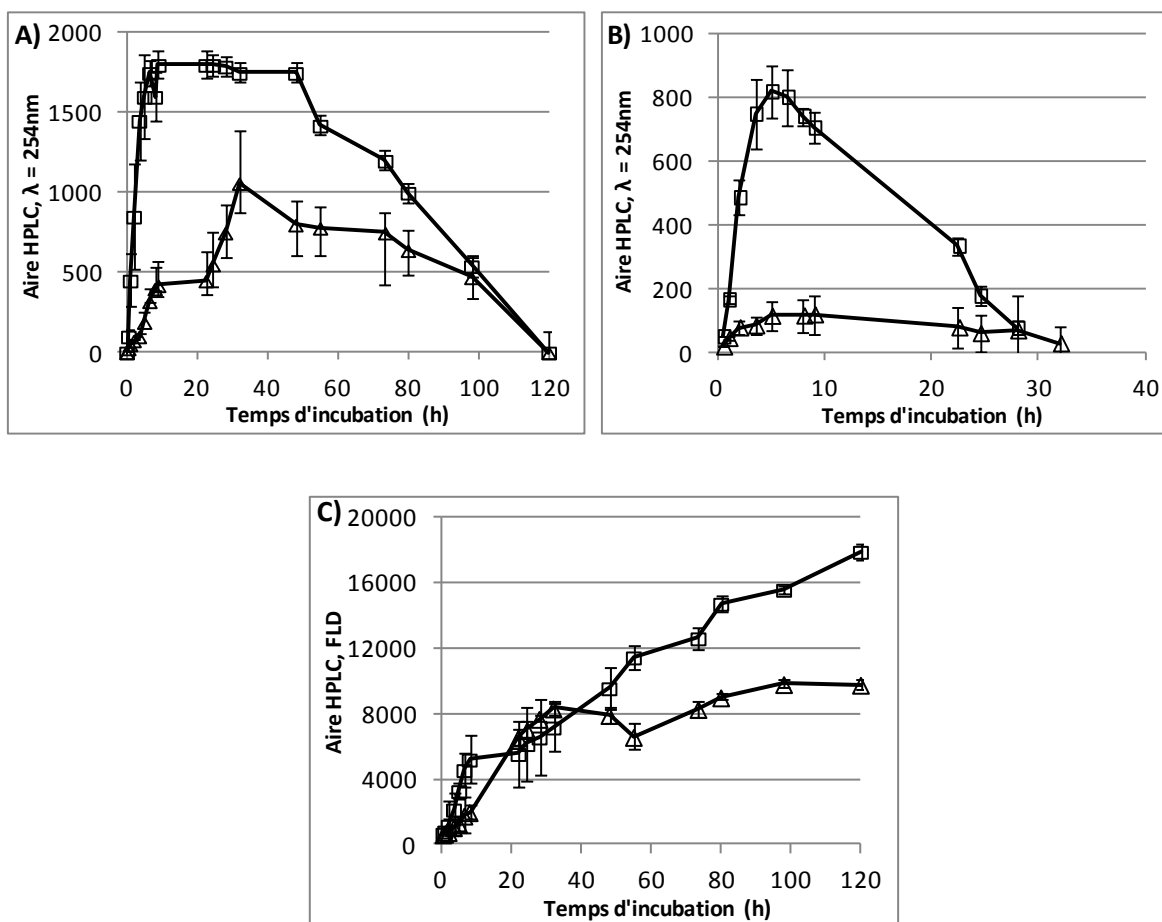 A)
Aire HPLC, λ = 254nm
2000
1500
1000
500
0
0 20 40 60 80 100 120
Temps d'incubation (h)
B)
Aire HPLC, λ = 254nm
1000
800
600
400
200
0
0 10 20 30 40
Temps d'incubation (h)
C)
Aire HPLC, FLD
20000
16000
12000
8000
4000
0
0 20 40 60 80 100 120
Temps d'incubation (h)